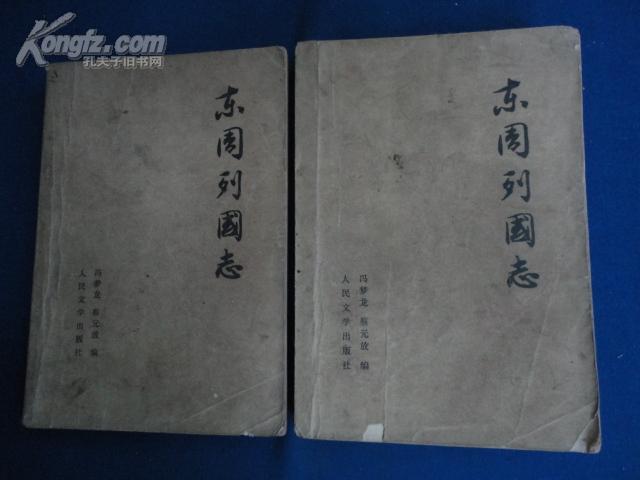 Kongfz.com
孔夫子旧书网
东周列國志
冯梦龙 蔡元放 编
人民文学出版社
东周列國志
冯梦龙 蔡元放 编
人民文学出版社